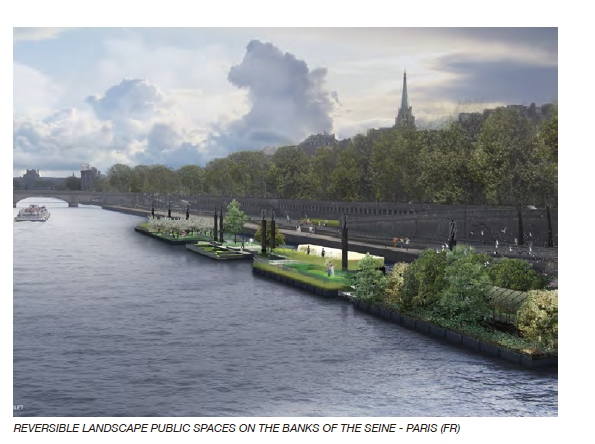 REVERSIBLE LANDSCAPE PUBLIC SPACES ON THE BANKS OF THE SEINE - PARIS (FR)